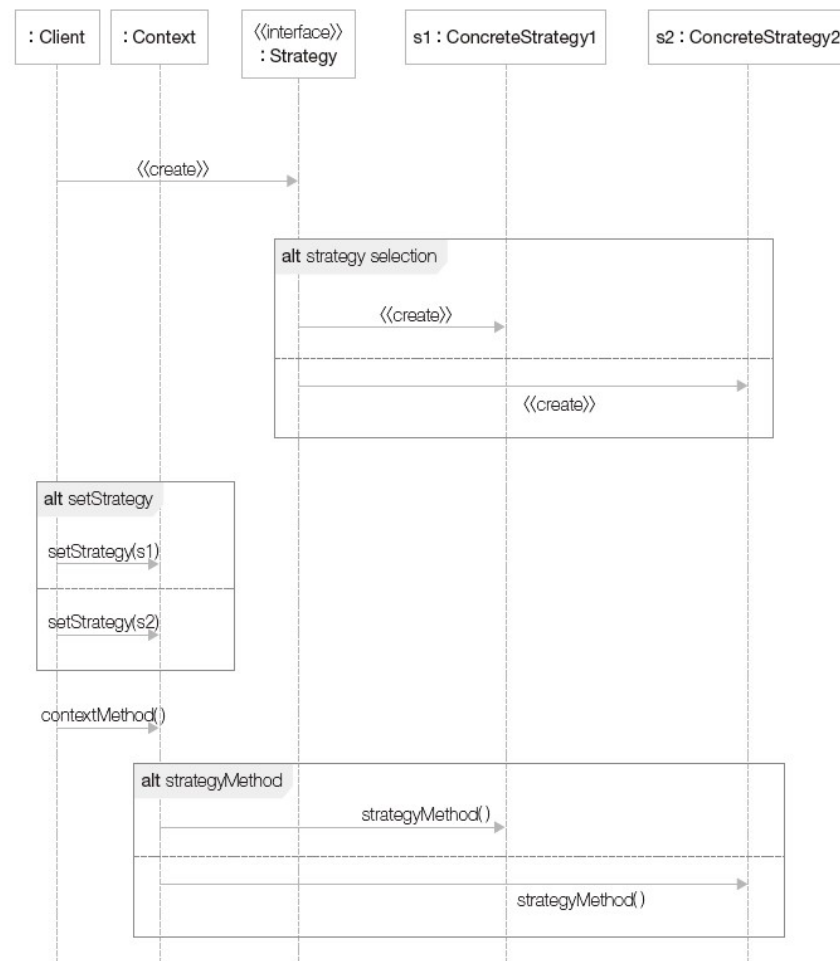 : Client
: Context
⟨⟨interface⟩⟩
: Strategy
s1 : ConcreteStrategy1
s2 : ConcreteStrategy2
⟨⟨create⟩⟩
alt strategy selection
⟨⟨create⟩⟩
⟨⟨create⟩⟩
alt setStrategy
setStrategy(s1)
setStrategy(s2)
contextMethod()
alt strategyMethod
strategyMethod()
strategyMethod()